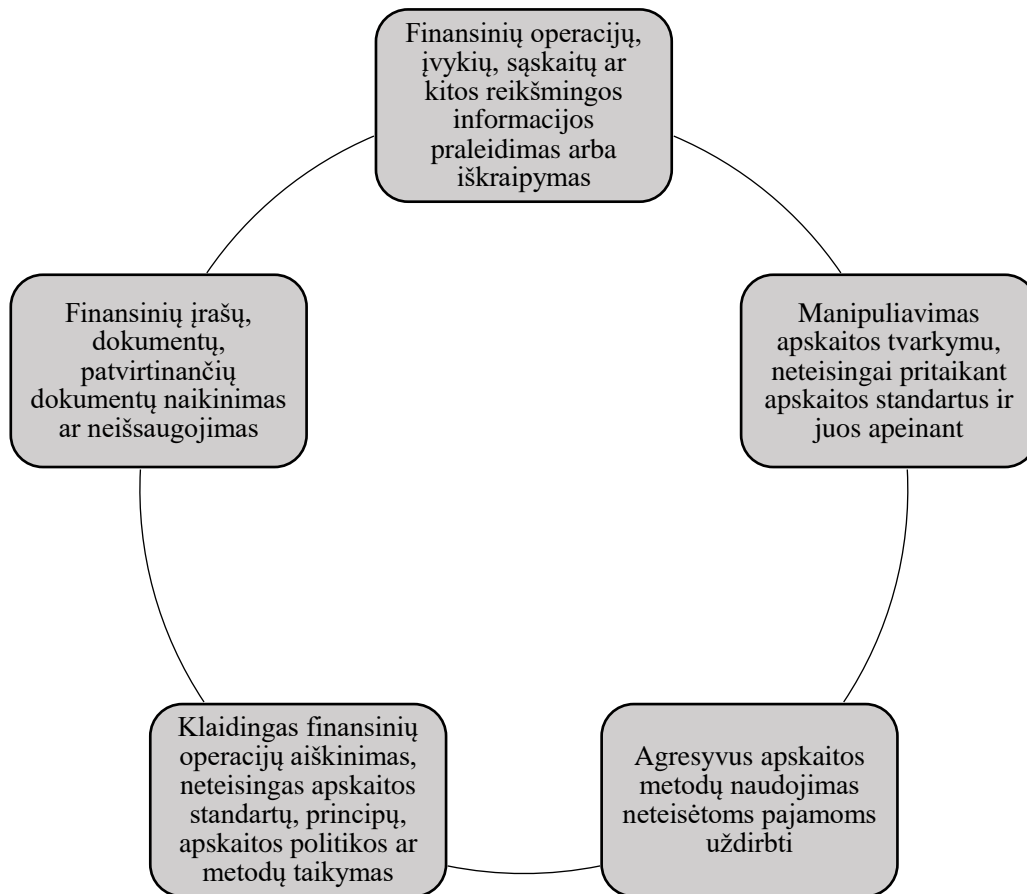 Finansinių operacijų,
įvykių, sąskaitų ar
kitos reikšmingos
informacijos
praleidimas arba
iškraipymas
Manipuliavimas
apskaitos tvarkymu,
neteisingai pritaikant
apskaitos standartus ir
juos apeinant
Agresyvus apskaitos
metodų naudojimas
neteisėtoms pajamoms
uždirbti
Klaidingas finansinių
operacijų aiškinimas,
neteisingas apskaitos
standartų, principų,
apskaitos politikos ar
metodų taikymas
Finansinių įrašų,
dokumentų,
patvirtinančių
dokumentų naikinimas
ar neišsaugojimas